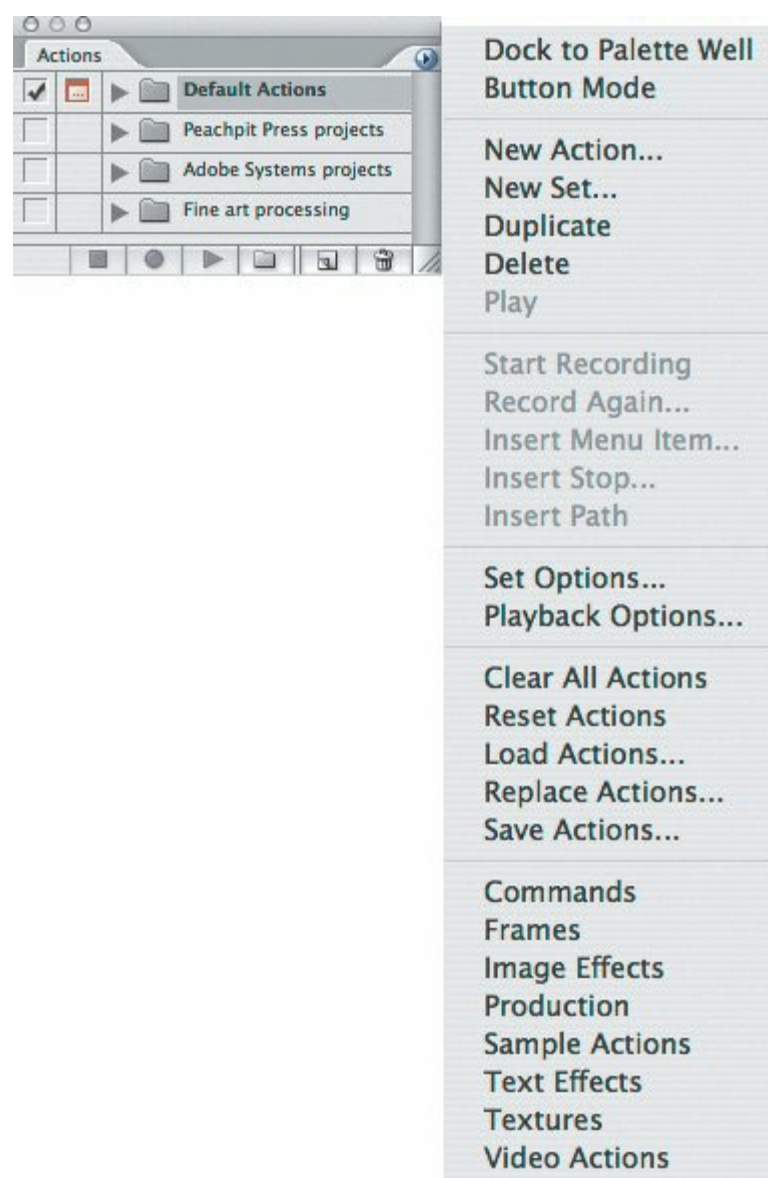 Actions
Default Actions
Peachpit Press projects
Adobe Systems projects
Fine art processing
Dock to Palette Well
Button Mode
New Action...
New Set...
Duplicate
Delete
Play
Start Recording
Record Again...
Insert Menu Item...
Insert Stop...
Insert Path
Set Options...
Playback Options...
Clear All Actions
Reset Actions
Load Actions...
Replace Actions...
Save Actions...
Commands
Frames
Image Effects
Production
Sample Actions
Text Effects
Textures
Video Actions